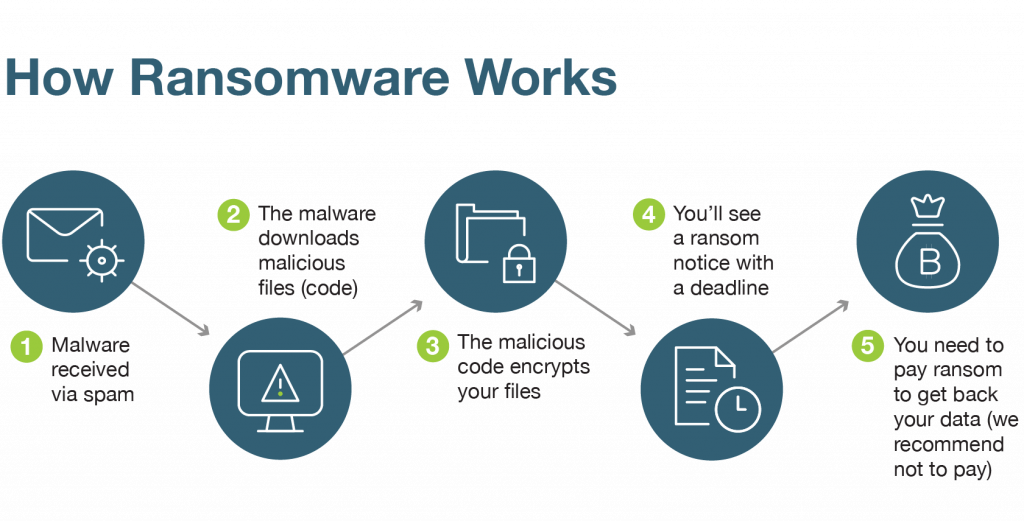 How Ransomware Works
1
Malware
received
via spam
2
The malware
downloads
malicious
files (code)
3
The malicious
code encrypts
your files
4
You’ll see
a ransom
notice with
a deadline
5
You need to
pay ransom
to get back
your data (we
recommend
not to pay)
B